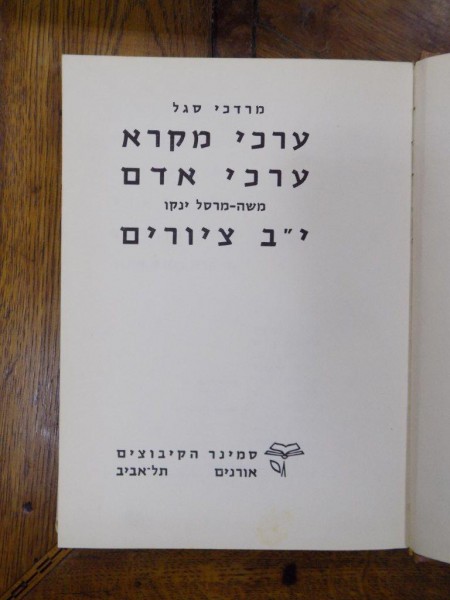 מרדכי סגל
ערכי מקרא
ערכי אדם
משה-מרסל ינקו
י״ב ציורים
סמינר הקיבוצים
אורנים תל־אביב